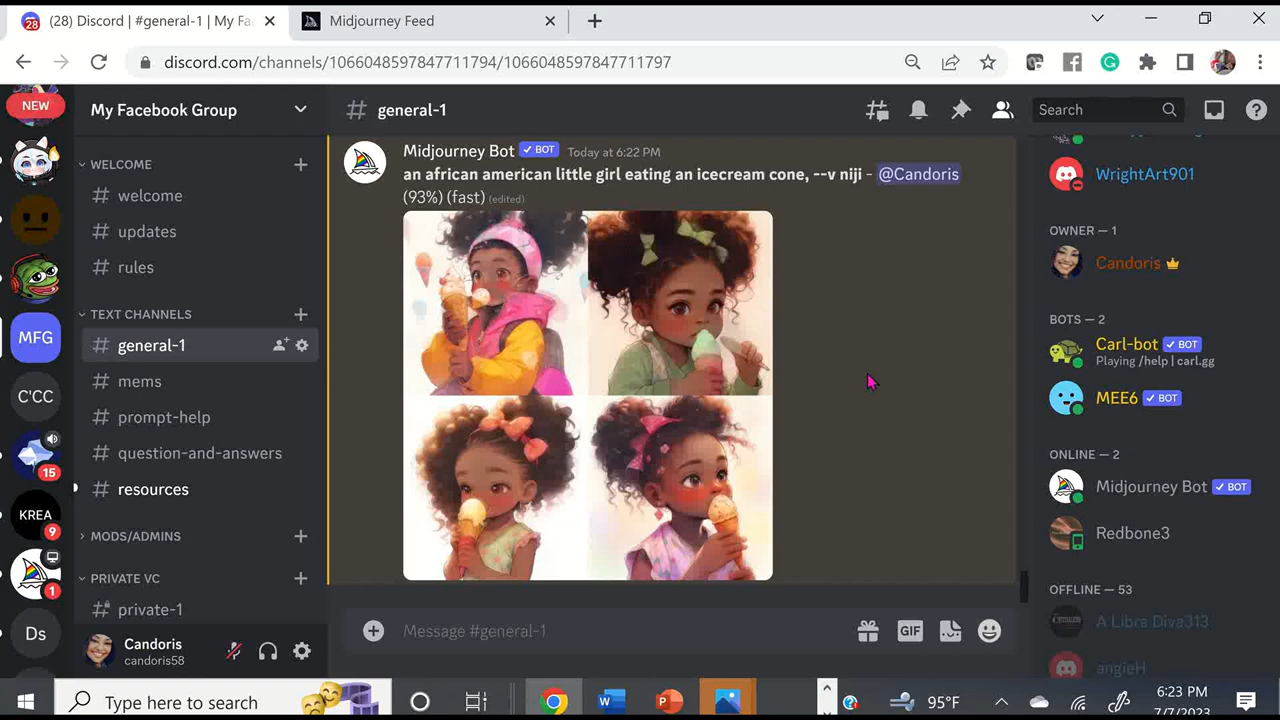 (28) Discord | #general-1 | My Fa
Midjourney Feed
discord.com/channels/1066048597847711794/1066048597847711797
NEW
My Facebook Group
general-1
Search
WELCOME
welcome
updates
rules
TEXT CHANNELS
general-1
mems
prompt-help
question-and-answers
resources
MODS/ADMINS
PRIVATE VC
private-1
MFG
C'CC
15
KREA
9
1
Ds
Candoris
candoris58
Midjourney Bot BOT Today at 6:22 PM
an african american little girl eating an icecream cone, --v niji - @Candoris
(93%) (fast) (edited)
Message #general-1
GIF
WrightArt901
OWNER — 1
Candoris
BOTS — 2
Carl-bot BOT
Playing /help | carl.gg
MEE6 BOT
ONLINE — 2
Midjourney Bot BOT
Redbone3
OFFLINE — 53
A Libra Diva313
angieH
Type here to search
95°F
6:23 PM
7/7/2023